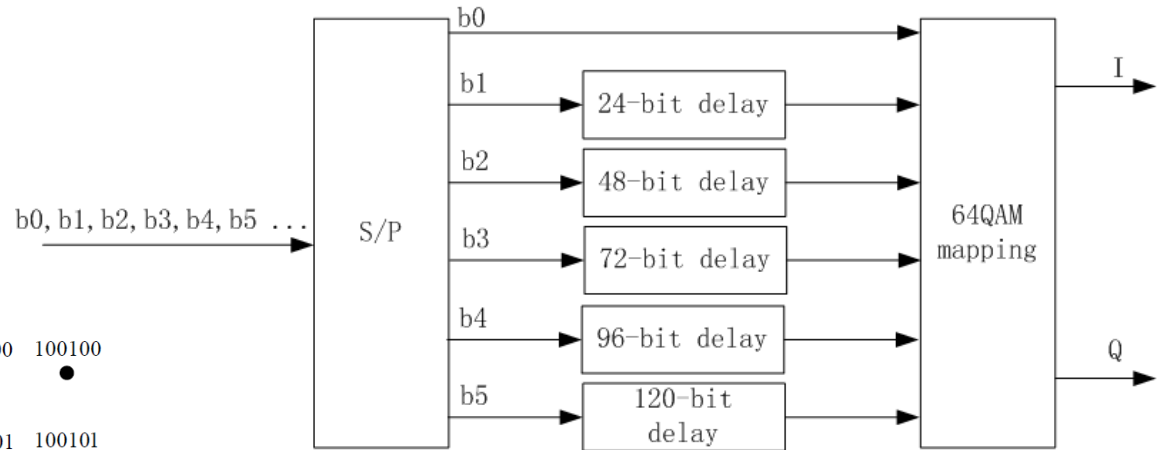 b0
b1
24-bit delay
I
b2
48-bit delay
b0, b1, b2, b3, b4, b5 ...
S/P
b3
72-bit delay
64QAM
mapping
b4
96-bit delay
Q
100100
b5
120-bit
delay
100101